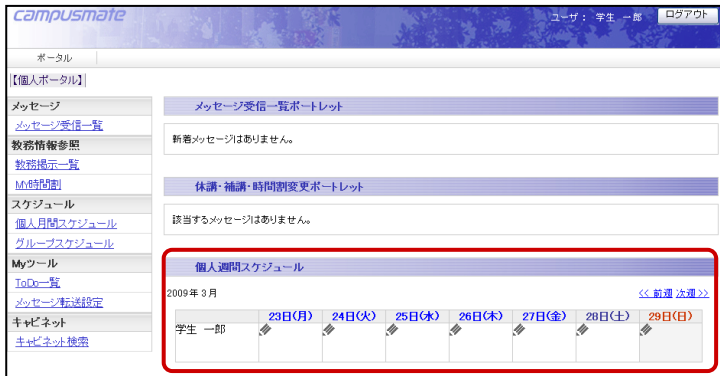 campusmate
ユーザ： 学生 一郎 ログアウト
ポータル
【個人ポータル】
メッセージ
メッセージ受信一覧
教務情報参照
教務掲示一覧
MY時間割
スケジュール
個人月間スケジュール
グループスケジュール
Myツール
ToDo一覧
メッセージ転送設定
キャビネット
キャビネット検索
メッセージ受信一覧ポートレット
新着メッセージはありません。
休講・補講・時間割変更ポートレット
該当するメッセージはありません。
個人週間スケジュール
2009年 3月 << 前週 次週 >>
23日(月) 24日(火) 25日(水) 26日(木) 27日(金) 28日(土) 29日(日)
学生 一郎